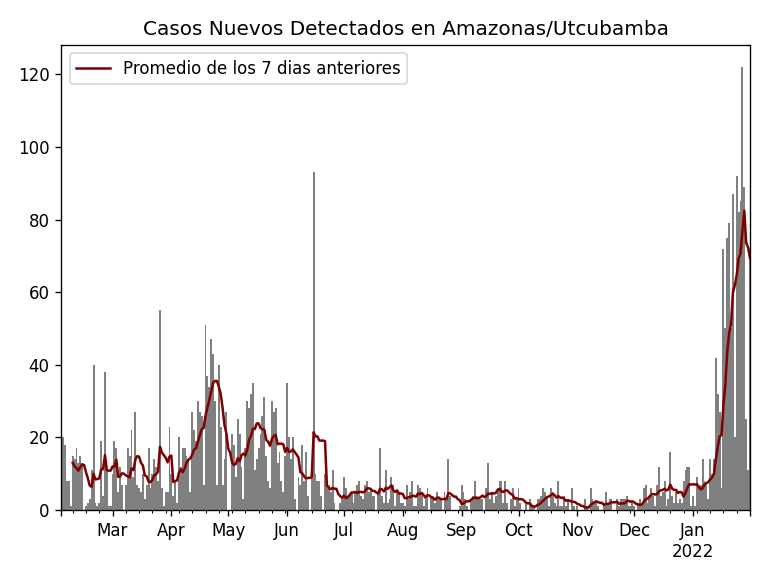 Casos Nuevos Detectados en Amazonas/Utcubamba
Promedio de los 7 dias anteriores
120
100
80
60
40
20
0
Mar Apr May Jun Jul Aug Sep Oct Nov Dec Jan
2022